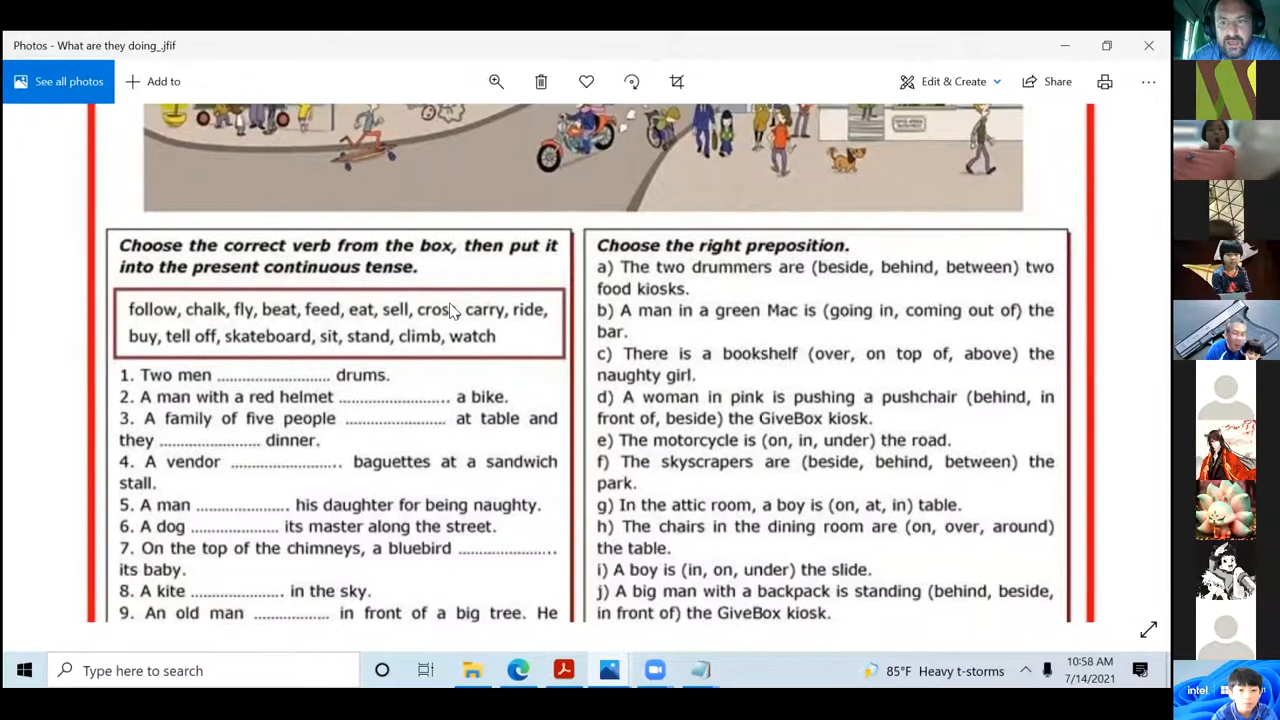 Photos - What are they doing_.jfif
See all photos
Add to
Edit & Create
Share
Choose the correct verb from the box, then put it
into the present continuous tense.
follow, chalk, fly, beat, feed, eat, sell, cross, carry, ride,
buy, tell off, skateboard, sit, stand, climb, watch
1. Two men .............................. drums.
2. A man with a red helmet .............................. a bike.
3. A family of five people .......................... at table and
they .......................... dinner.
4. A vendor .............................. baguettes at a sandwich
stall.
5. A man ........................ his daughter for being naughty.
6. A dog ....................... its master along the street.
7. On the top of the chimneys, a bluebird ..........................
its baby.
8. A kite ......................... in the sky.
9. An old man .................... in front of a big tree. He
Choose the right preposition.
a) The two drummers are (beside, behind, between) two
food kiosks.
b) A man in a green Mac is (going in, coming out of) the
bar.
c) There is a bookshelf (over, on top of, above) the
naughty girl.
d) A woman in pink is pushing a pushchair (behind, in
front of, beside) the GiveBox kiosk.
e) The motorcycle is (on, in, under) the road.
f) The skyscrapers are (beside, behind, between) the
park.
g) In the attic room, a boy is (on, at, in) table.
h) The chairs in the dining room are (on, over, around)
the table.
i) A boy is (in, on, under) the slide.
j) A big man with a backpack is standing (behind, beside,
in front of) the GiveBox kiosk.
Type here to search
85°F Heavy t-storms
10:58 AM
7/14/2021
intel